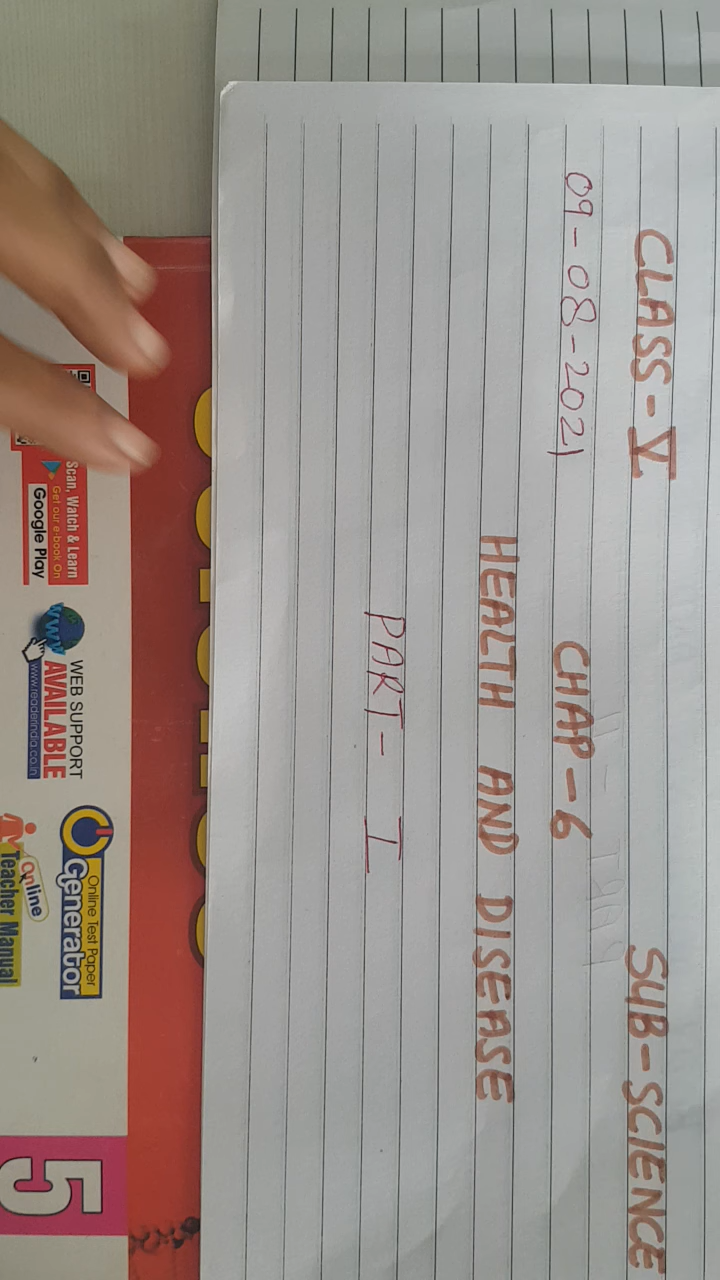 CLASS-V SUB-SCIENCE
09-08-2021 CHAP-6
HEALTH AND DISEASE
PART- I
Scan, Watch & Learn
Get our e-book On
Google Play
WEB SUPPORT
AVAILABLE
www.readerindia.co.in
WWW
Online Test Paper
Generator
Online
Teacher Manual
5